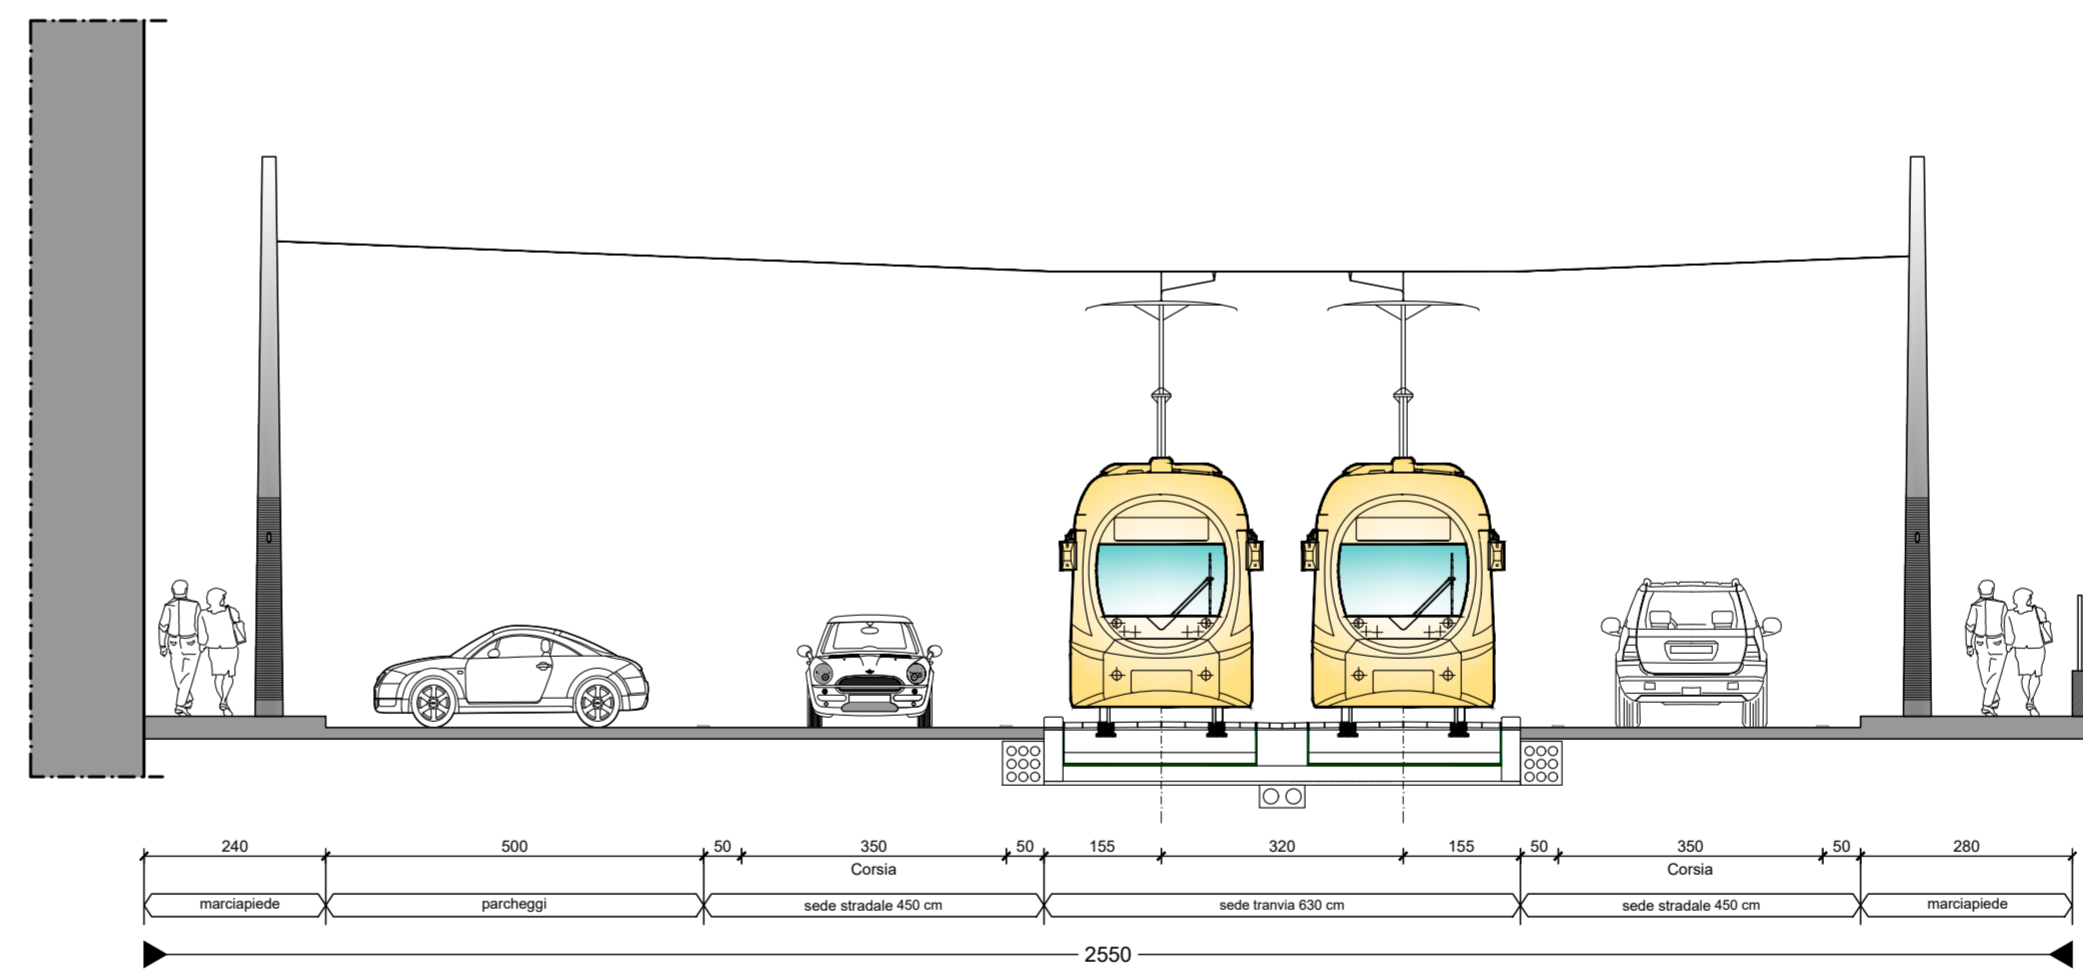 240 500 50 350 50 155 320 155 50 350 50 280
Corsia Corsia
marciapiede parcheggi sede stradale 450 cm sede tranvia 630 cm sede stradale 450 cm marciapiede
2550